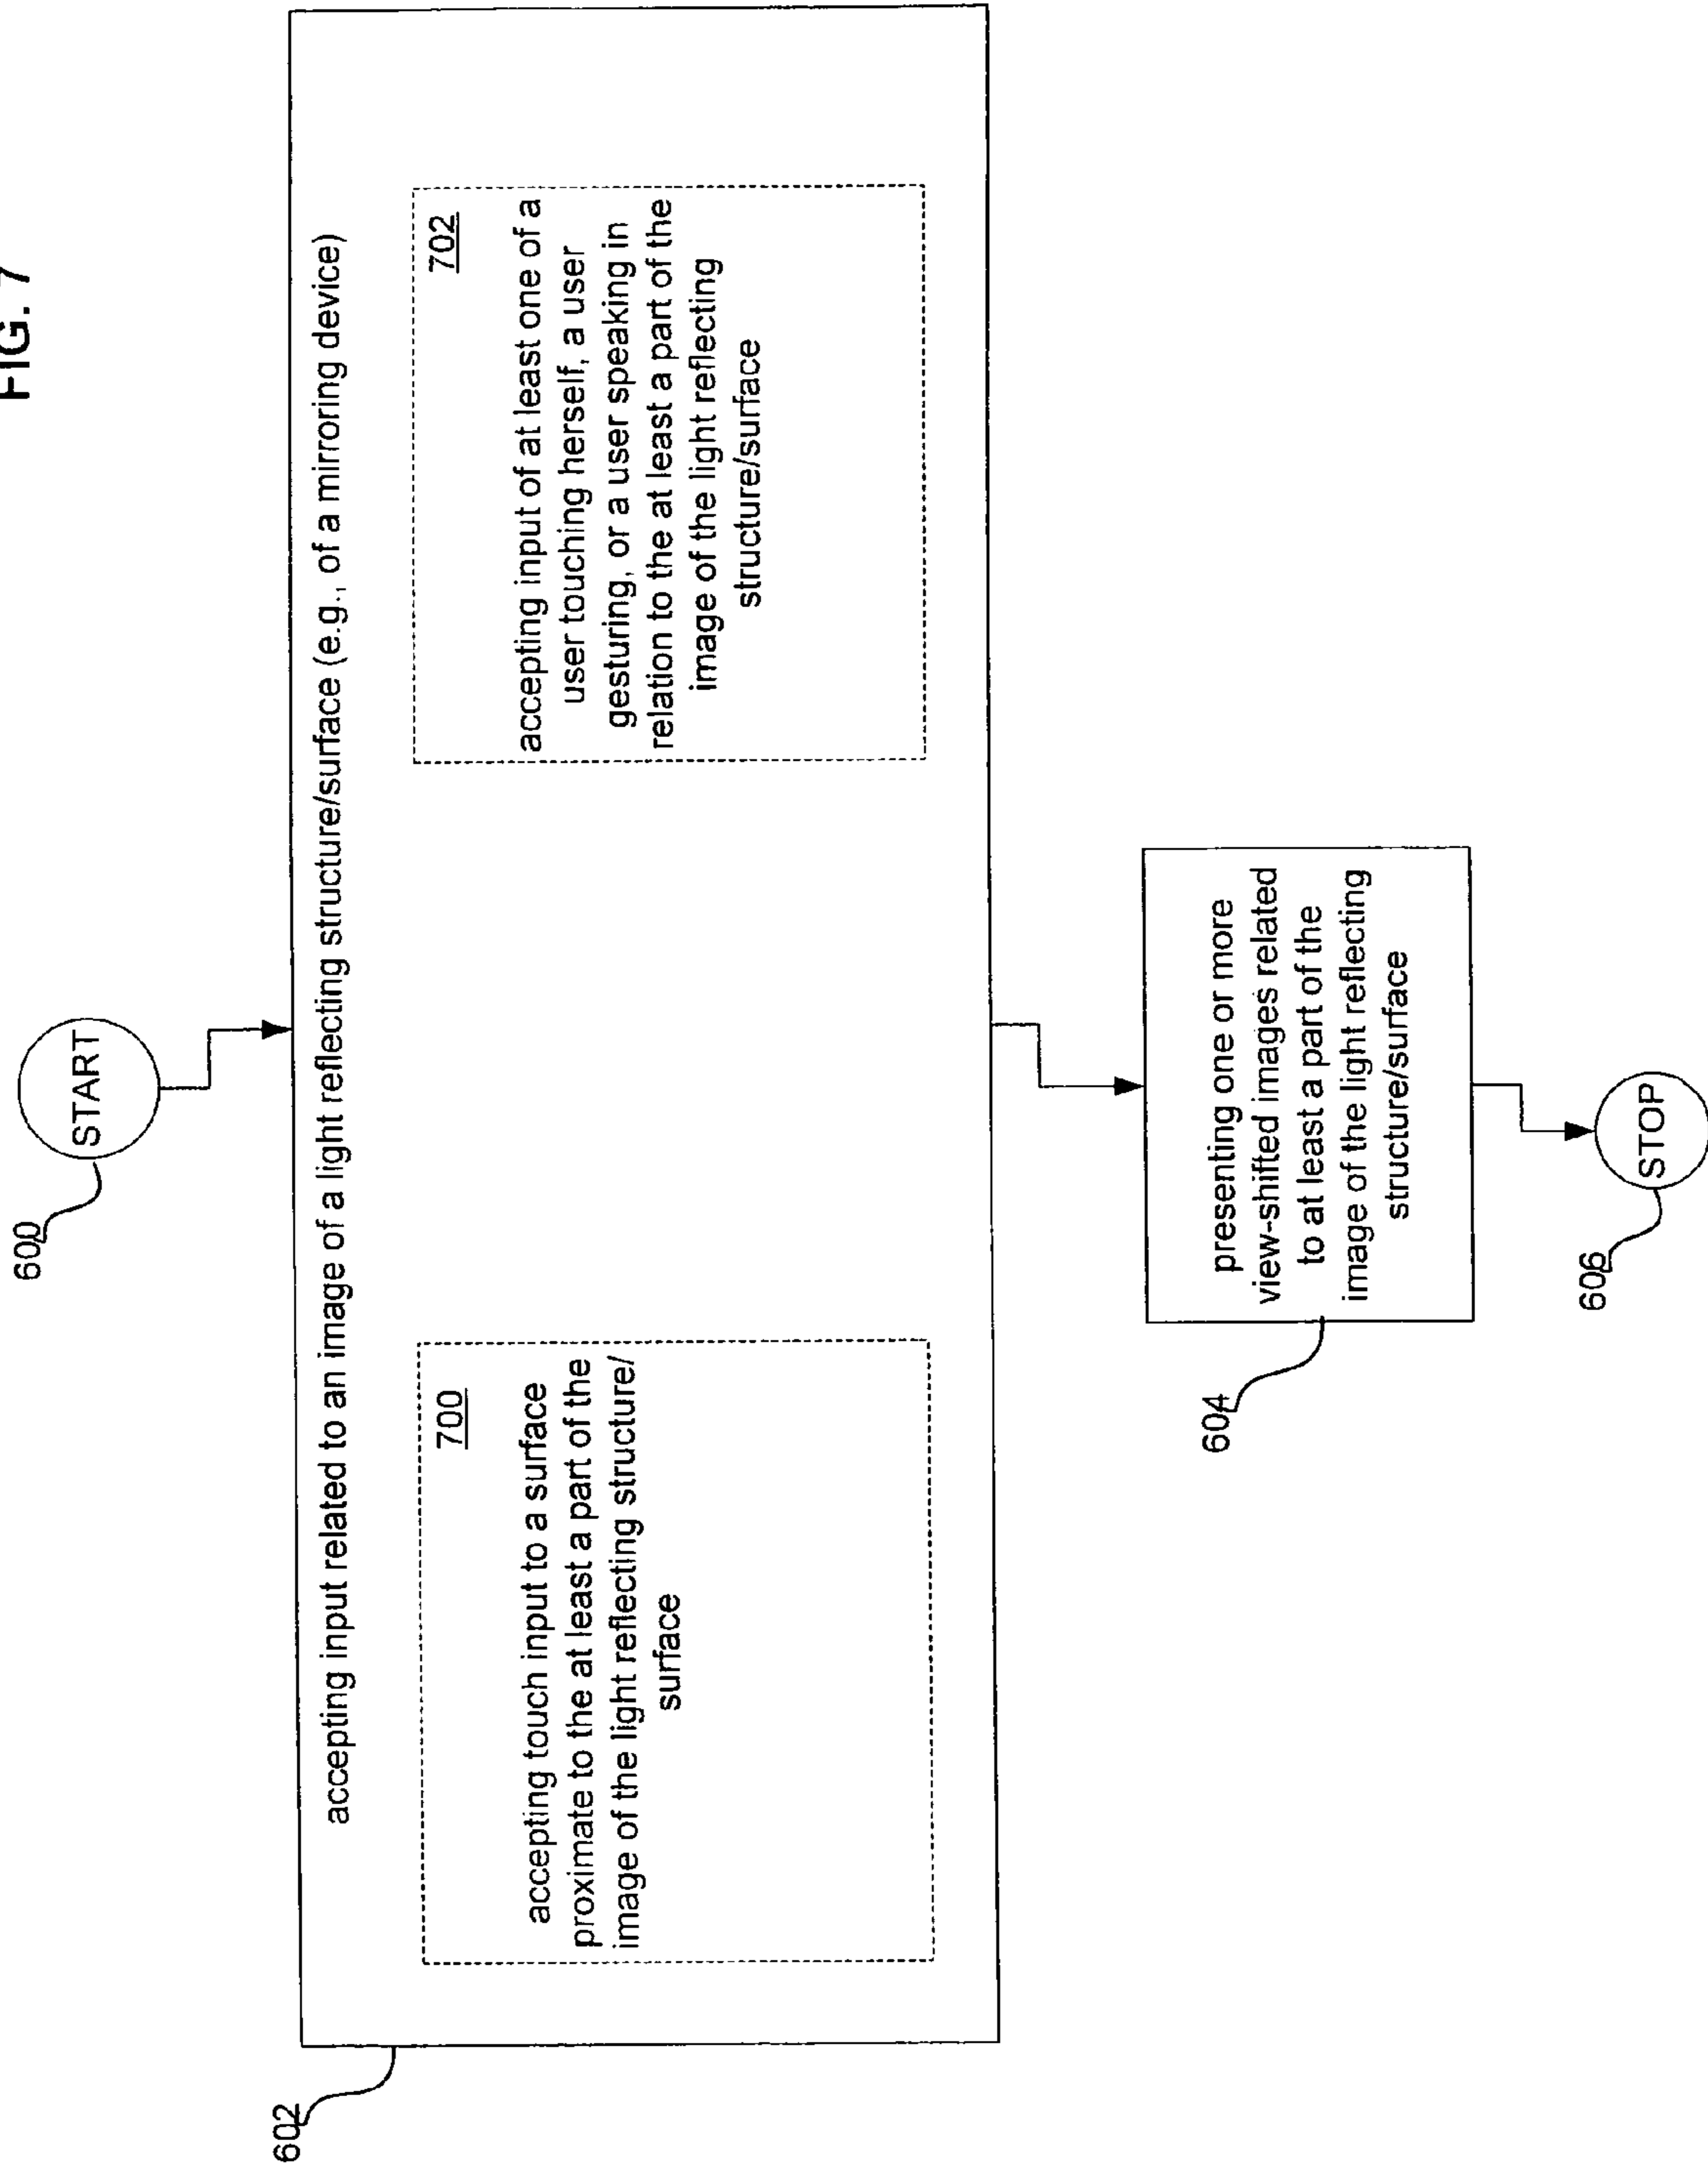 FIG. 7
600
START
602
accepting input related to an image of a light reflecting structure/surface (e.g., of a mirroring device)
700
accepting touch input to a surface
proximate to the at least a part of the
image of the light reflecting structure/
surface
702
accepting input of at least one of a
user touching herself, a user
gesturing, or a user speaking in
relation to the at least a part of the
image of the light reflecting
structure/surface
604
presenting one or more
view-shifted images related
to at least a part of the
image of the light reflecting
structure/surface
606
STOP